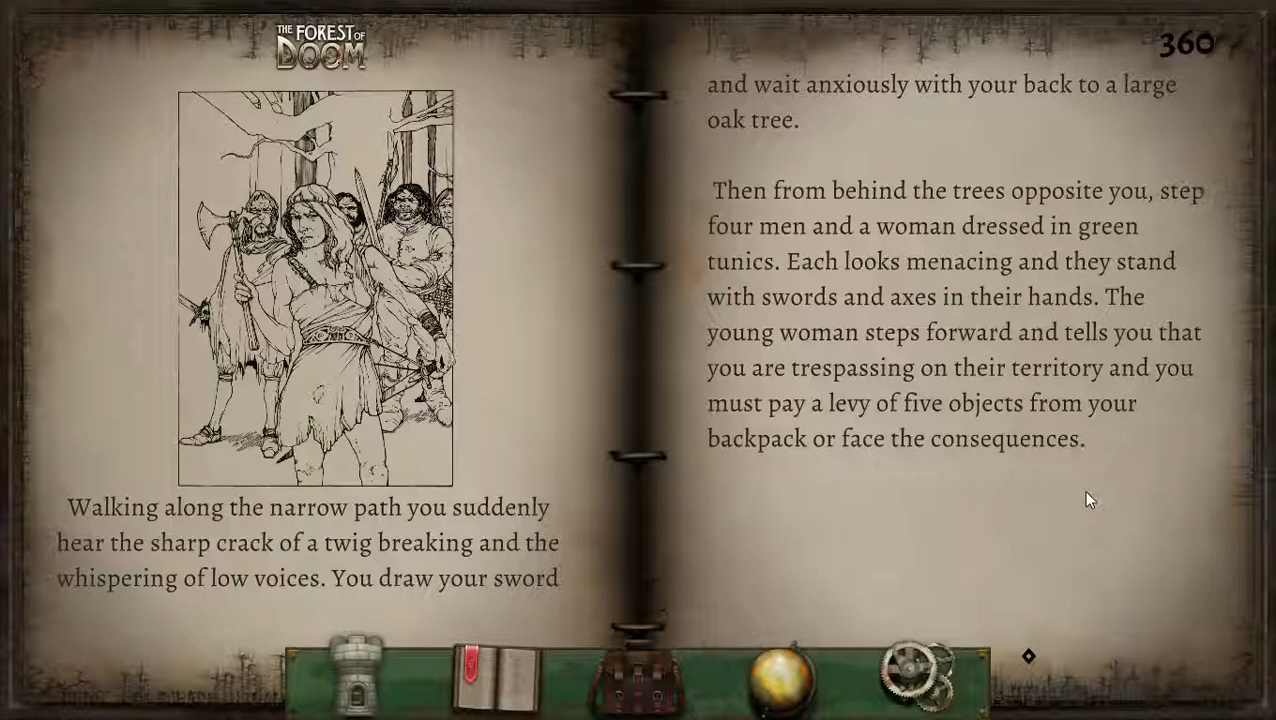 THE FOREST OF
DOOM
Walking along the narrow path you suddenly
hear the sharp crack of a twig breaking and the
whispering of low voices. You draw your sword
360
and wait anxiously with your back to a large
oak tree.
Then from behind the trees opposite you, step
four men and a woman dressed in green
tunics. Each looks menacing and they stand
with swords and axes in their hands. The
young woman steps forward and tells you that
you are trespassing on their territory and you
must pay a levy of five objects from your
backpack or face the consequences.